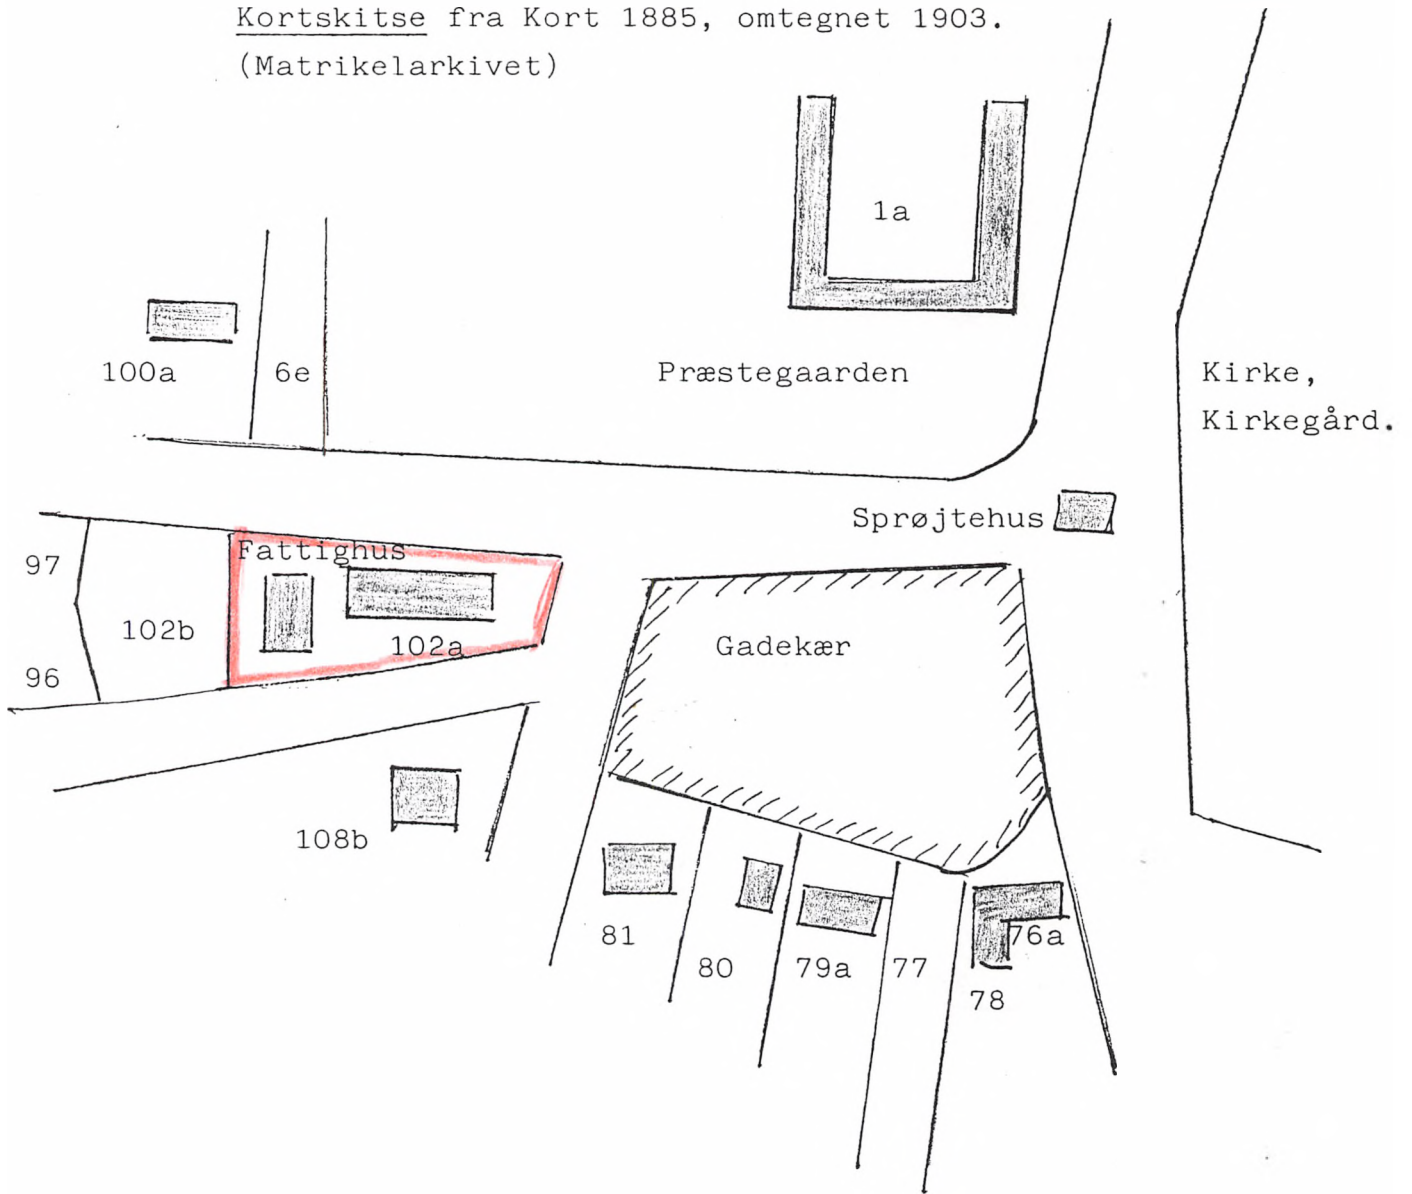 Kortskitse fra Kort 1885, omtegnet 1903.
(Matrikelarkivet)
1a
100a
6e
Præstegaarden
Kirke,
Kirkegård.
Sprøjtehus
Fattighus
97
102b
102a
96
Gadekær
108b
81
80
79a
77
76a
78